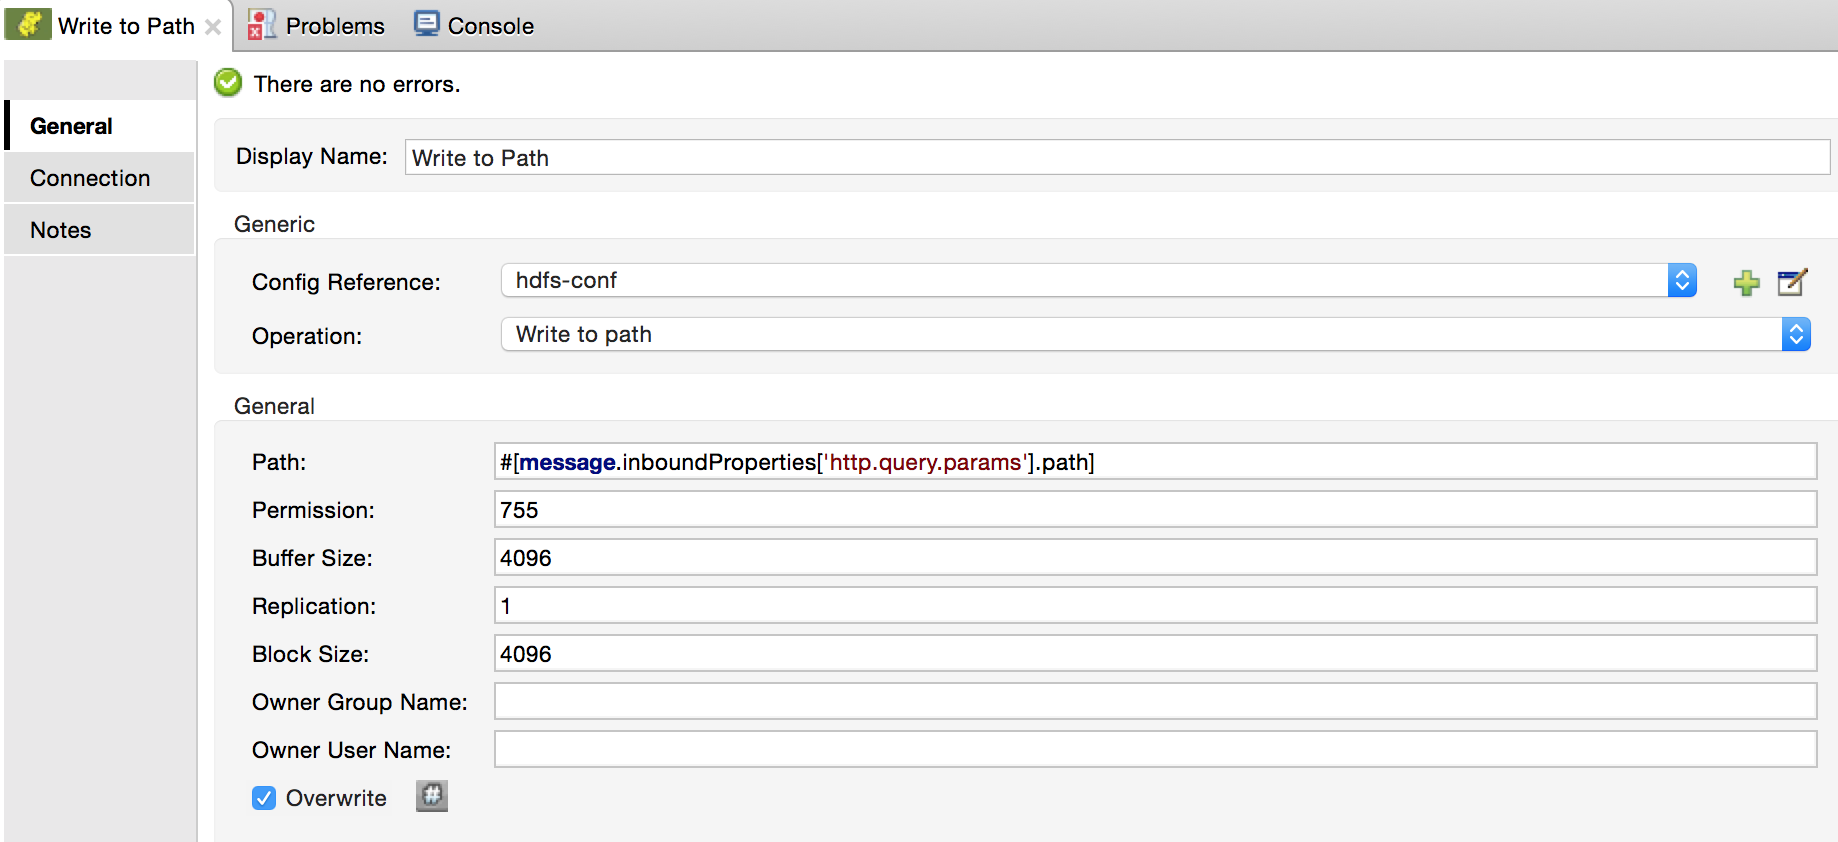 Write to Path Problems Console
There are no errors.
General
Connection
Notes
Display Name: Write to Path
Generic
Config Reference: hdfs-conf
Operation: Write to path
General
Path: #[message.inboundProperties['http.query.params'].path]
Permission: 755
Buffer Size: 4096
Replication: 1
Block Size: 4096
Owner Group Name:
Owner User Name:
Overwrite #